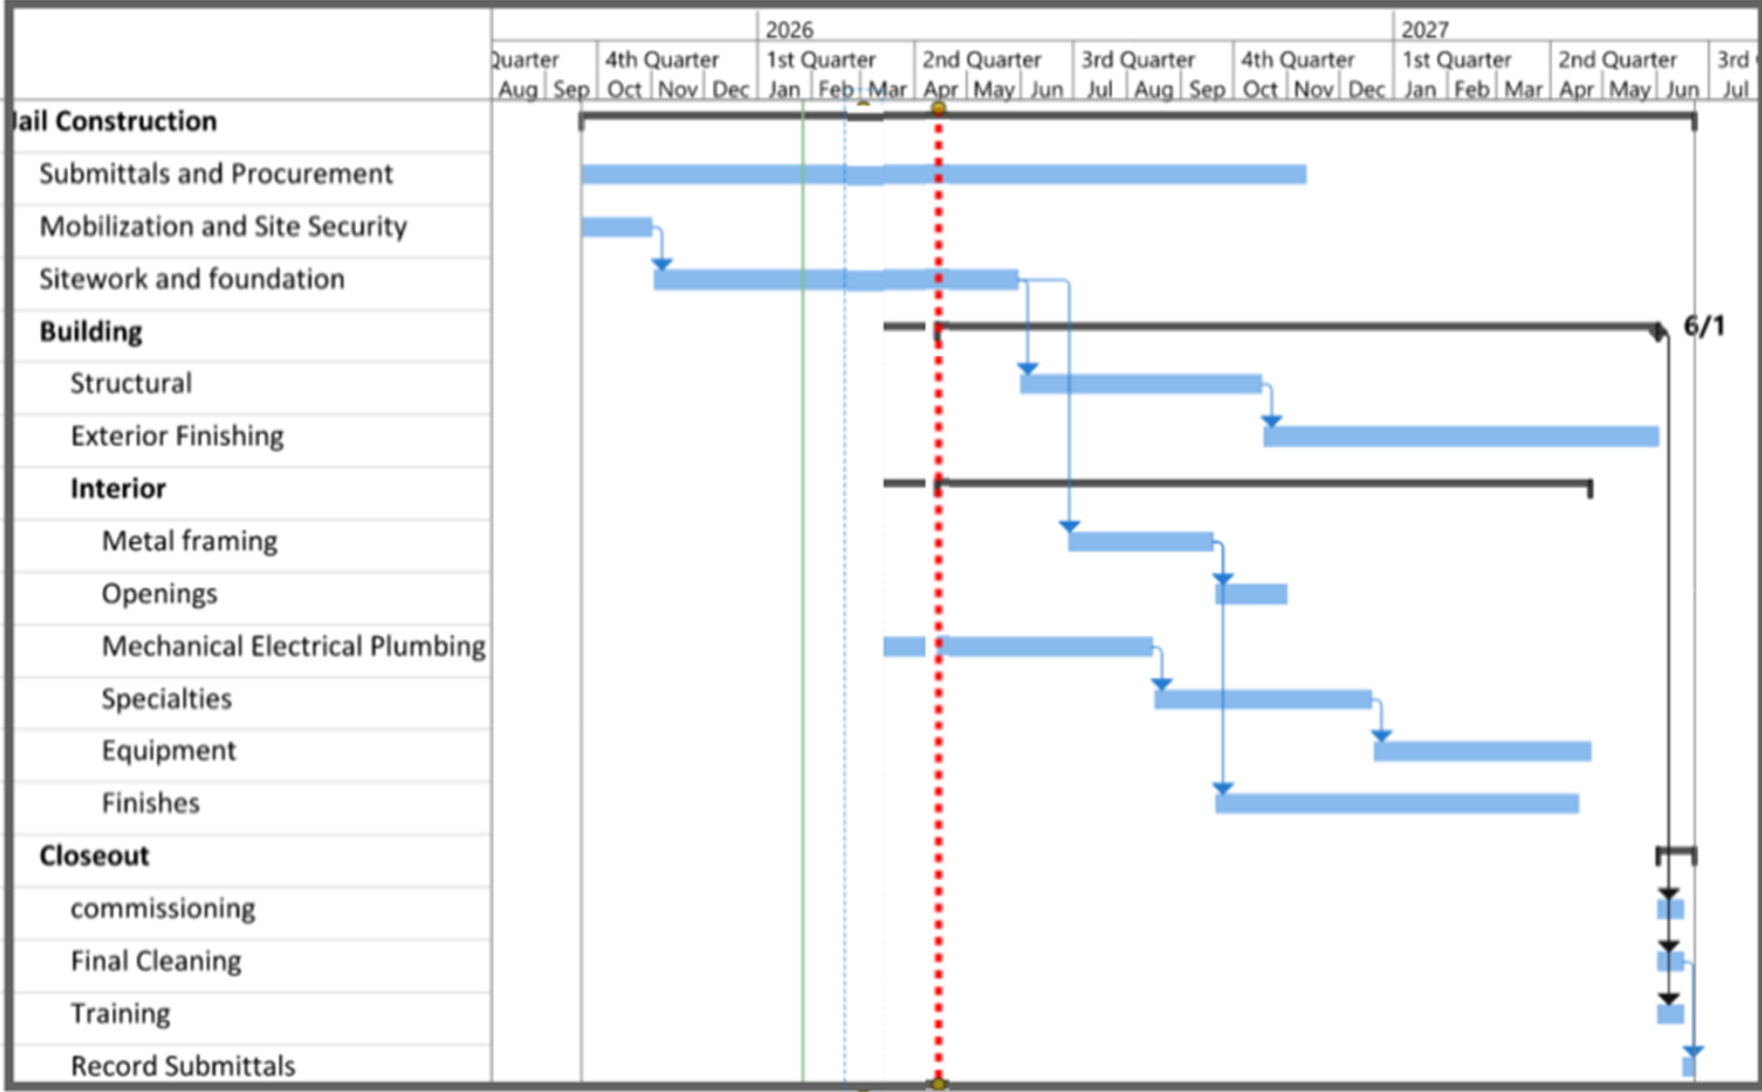 2026 2027
Quarter 4th Quarter 1st Quarter 2nd Quarter 3rd Quarter 4th Quarter 1st Quarter 2nd Quarter 3rd
Aug Sep Oct Nov Dec Jan Feb Mar Apr May Jun Jul Aug Sep Oct Nov Dec Jan Feb Mar Apr May Jun Jul
Jail Construction
Submittals and Procurement
Mobilization and Site Security
Sitework and foundation
Building 6/1
Structural
Exterior Finishing
Interior
Metal framing
Openings
Mechanical Electrical Plumbing
Specialties
Equipment
Finishes
Closeout
commissioning
Final Cleaning
Training
Record Submittals